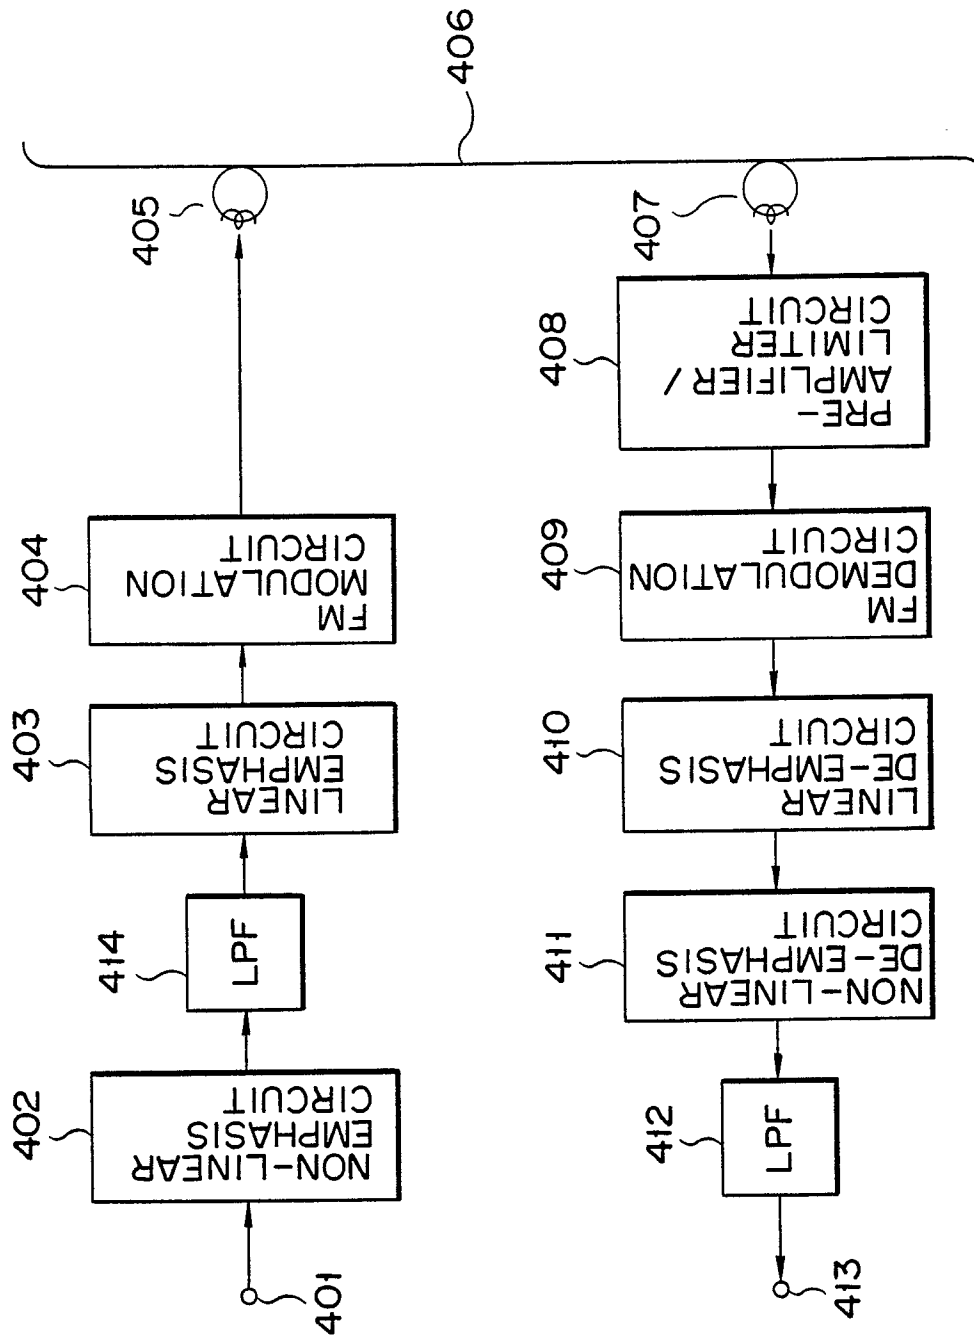 401
402
NON-LINEAR
EMPHASIS
CIRCUIT
414
LPF
403
LINEAR
EMPHASIS
CIRCUIT
404
FM
MODULATION
CIRCUIT
405
406
407
408
PRE-
AMPLIFIER/
LIMITER
CIRCUIT
409
FM
DEMODULATION
CIRCUIT
410
LINEAR
DE-EMPHASIS
CIRCUIT
411
NON-LINEAR
DE-EMPHASIS
CIRCUIT
412
LPF
413